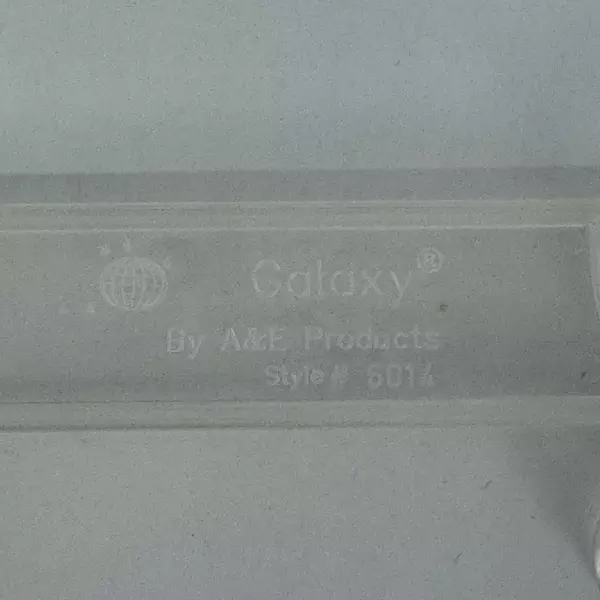 Galaxy®
By A&E Products
Style # 6014